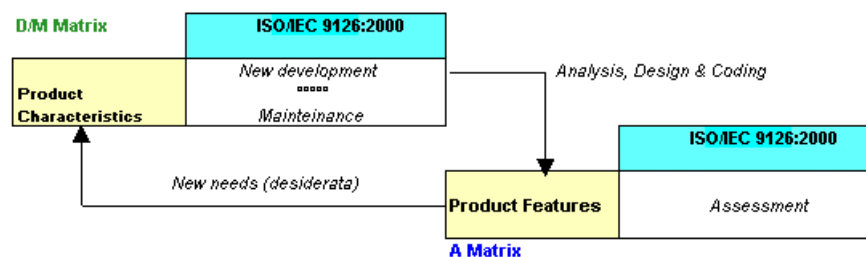 D/M Matrix
ISO/IEC 9126:2000
New development
Product
Characteristics
Mainteinance
Analysis, Design & Coding
ISO/IEC 9126:2000
New needs (desiderata)
Product Features
Assessment
A Matrix